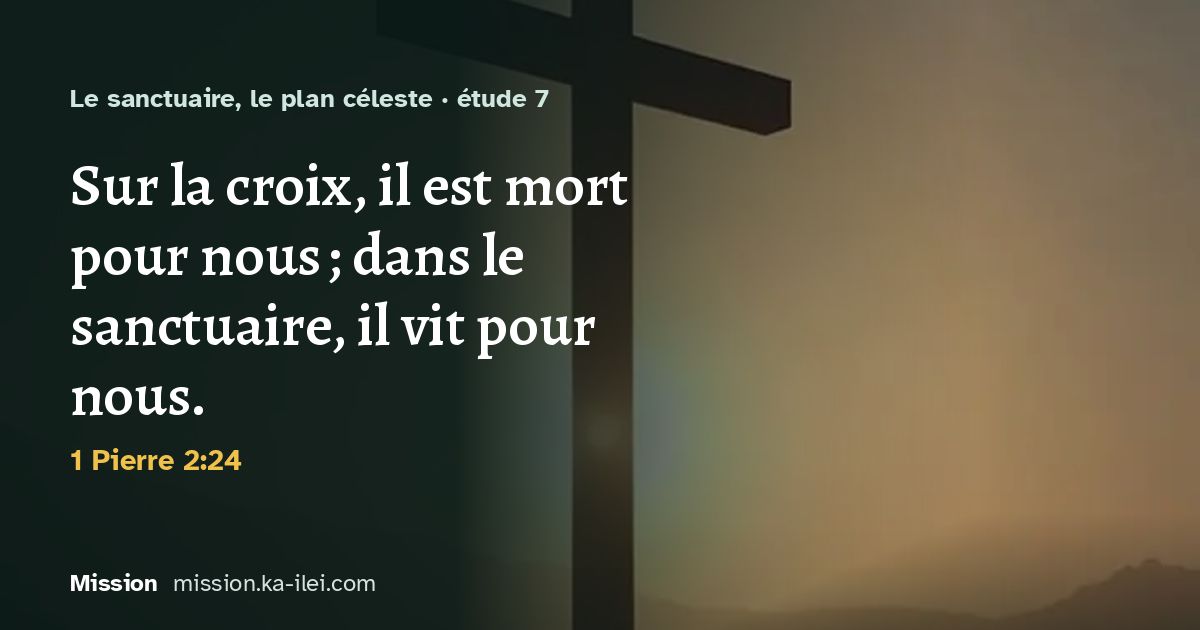 Le sanctuaire, le plan céleste · étude 7
Sur la croix, il est mort
pour nous ; dans le
sanctuaire, il vit pour
nous.
1 Pierre 2:24
Mission mission.ka-ilei.com